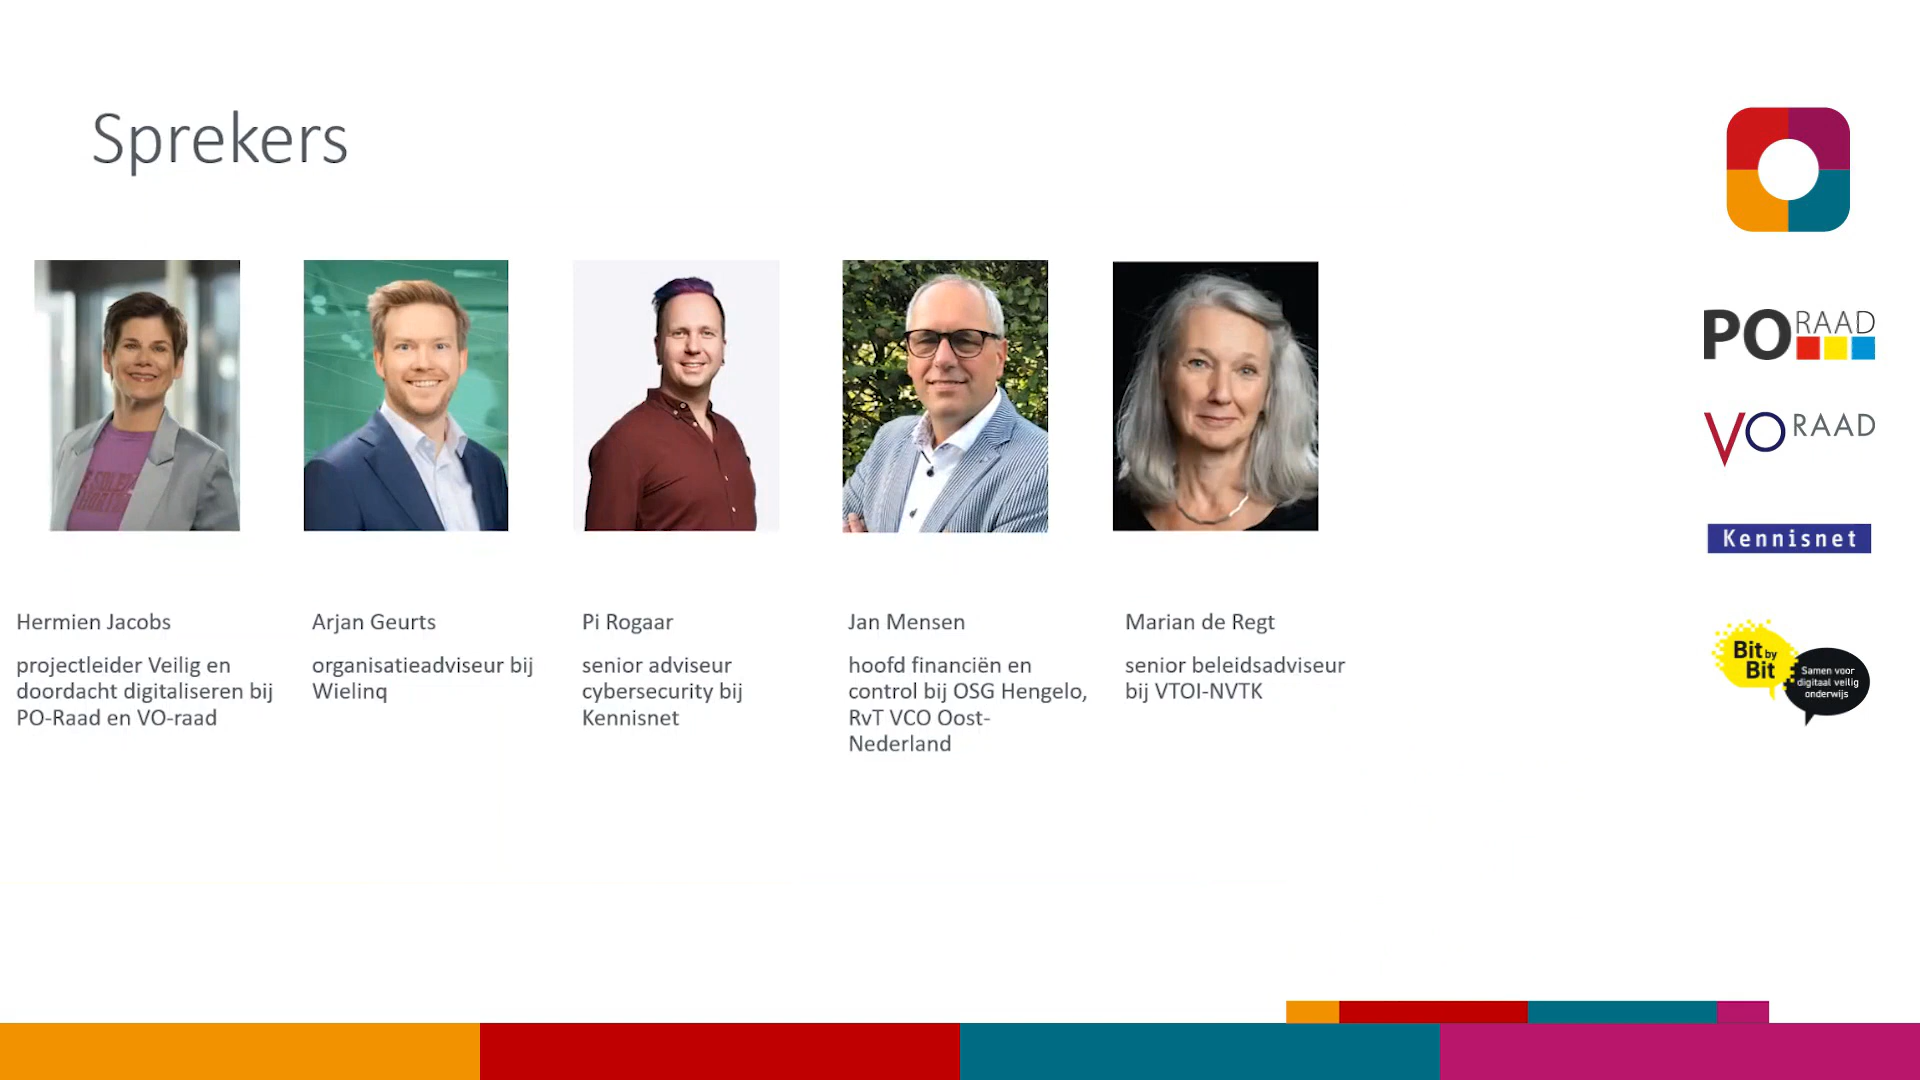 Sprekers
Hermien Jacobs
projectleider Veilig en
doordacht digitaliseren bij
PO-Raad en VO-raad
Arjan Geurts
organisatieadviseur bij
Wielinq
Pi Rogaar
senior adviseur
cybersecurity bij
Kennisnet
Jan Mensen
hoofd financiën en
control bij OSG Hengelo,
RvT VCO Oost-
Nederland
Marian de Regt
senior beleidsadviseur
bij VTOI-NVTK
PO RAAD
VO RAAD
Kennisnet
Bit by
Bit
Samen voor
digitaal veilig
onderwijs